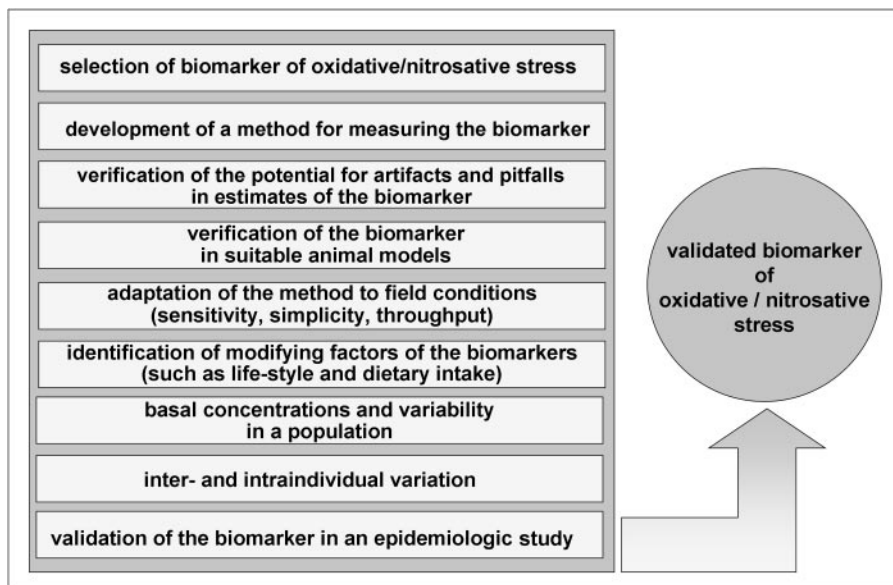 selection of biomarker of oxidative/nitrosative stress
development of a method for measuring the biomarker
verification of the potential for artifacts and pitfalls
in estimates of the biomarker
verification of the biomarker
in suitable animal models
adaptation of the method to field conditions
(sensitivity, simplicity, throughput)
identification of modifying factors of the biomarkers
(such as life-style and dietary intake)
basal concentrations and variability
in a population
inter- and intraindividual variation
validation of the biomarker in an epidemiologic study
validated biomarker
of
oxidative / nitrosative
stress